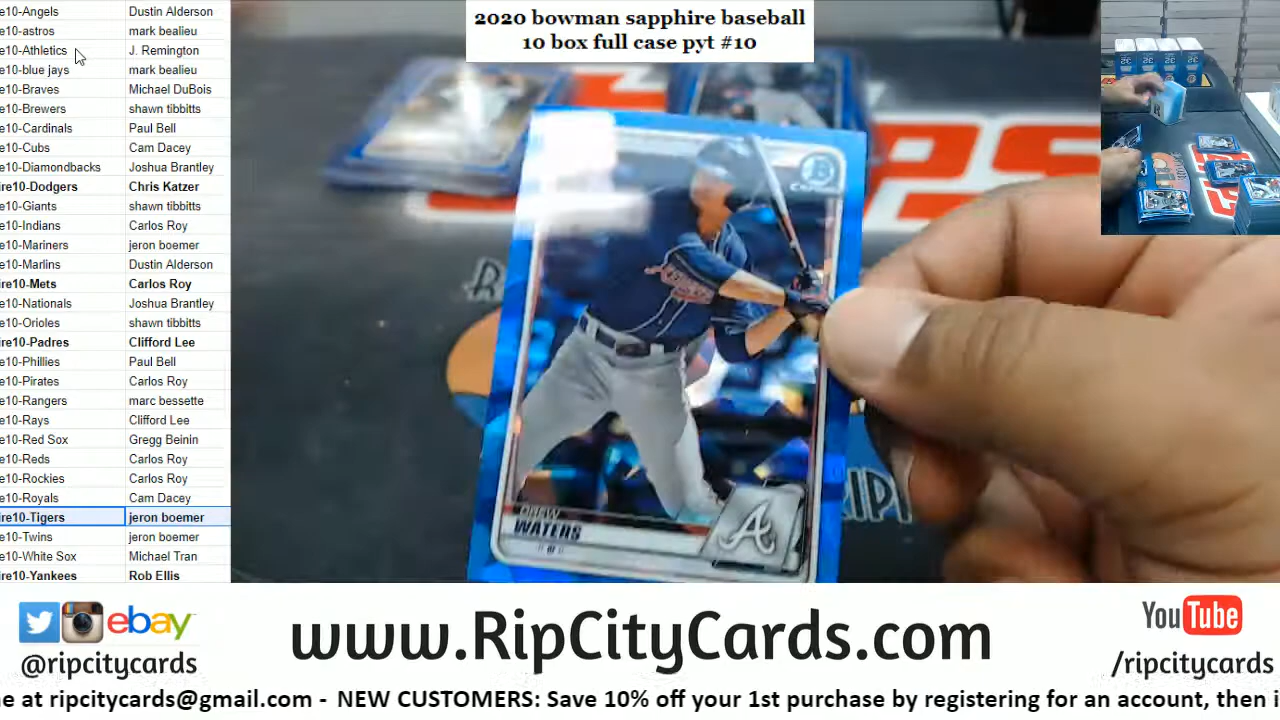 e10-Angels Dustin Alderson
e10-astros mark bealieu
e10-Athletics J. Remington
e10-blue jays mark bealieu
e10-Braves Michael DuBois
e10-Brewers shawn tibbitts
e10-Cardinals Paul Bell
e10-Cubs Cam Dacey
e10-Diamondbacks Joshua Brantley
ire10-Dodgers Chris Katzer
e10-Giants shawn tibbitts
e10-Indians Carlos Roy
e10-Mariners jeron boemer
e10-Marlins Dustin Alderson
ire10-Mets Carlos Roy
e10-Nationals Joshua Brantley
e10-Orioles shawn tibbitts
ire10-Padres Clifford Lee
e10-Phillies Paul Bell
e10-Pirates Carlos Roy
e10-Rangers marc bessette
e10-Rays Clifford Lee
e10-Red Sox Gregg Beinin
e10-Reds Carlos Roy
e10-Rockies Carlos Roy
e10-Royals Cam Dacey
ire10-Tigers jeron boemer
e10-Twins jeron boemer
e10-White Sox Michael Tran
ire10-Yankees Rob Ellis
2020 bowman sapphire baseball
10 box full case pyt #10
DREW
WATERS
A
RIP
ebay
@ripcitycards
www.RipCityCards.com
YouTube
/ripcitycards
e at ripcitycards@gmail.com - NEW CUSTOMERS: Save 10% off your 1st purchase by registering for an account, then i